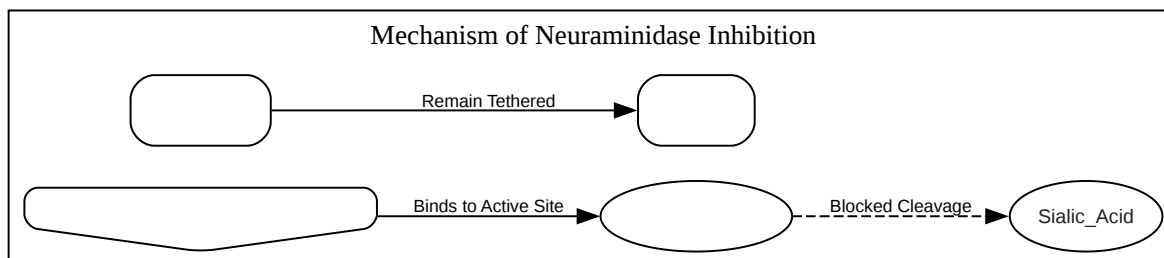 Mechanism of Neuraminidase Inhibition
Remain Tethered
Binds to Active Site
Blocked Cleavage
Sialic_Acid